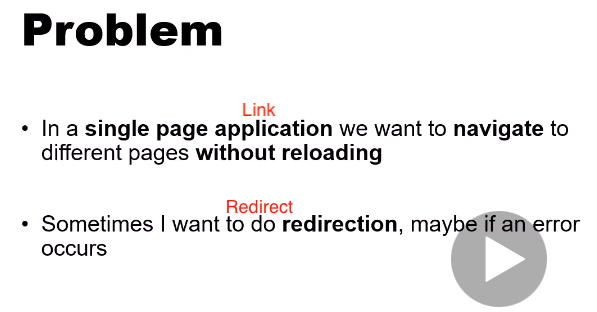 Problem
Link
• In a single page application we want to navigate to
different pages without reloading
Redirect
• Sometimes I want to do redirection, maybe if an error
occurs